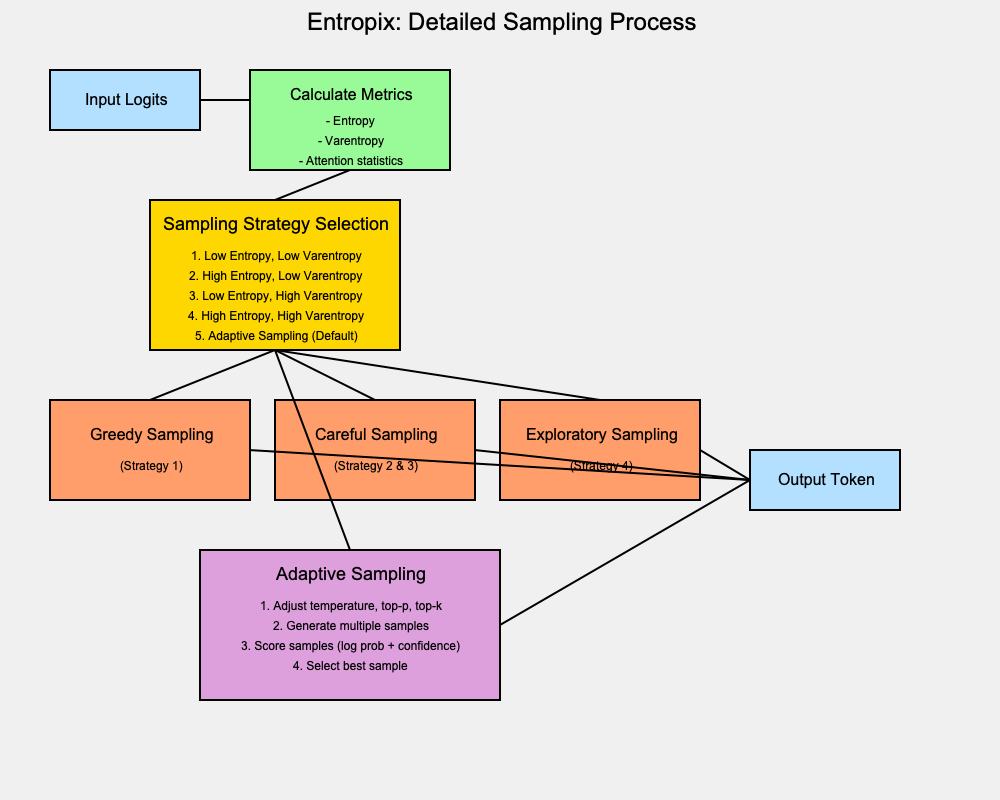 Entropix: Detailed Sampling Process
Input Logits
Calculate Metrics
- Entropy
- Varentropy
- Attention statistics
Sampling Strategy Selection
1. Low Entropy, Low Varentropy
2. High Entropy, Low Varentropy
3. Low Entropy, High Varentropy
4. High Entropy, High Varentropy
5. Adaptive Sampling (Default)
Greedy Sampling
(Strategy 1)
Careful Sampling
(Strategy 2 & 3)
Exploratory Sampling
(Strategy 4)
Output Token
Adaptive Sampling
1. Adjust temperature, top-p, top-k
2. Generate multiple samples
3. Score samples (log prob + confidence)
4. Select best sample